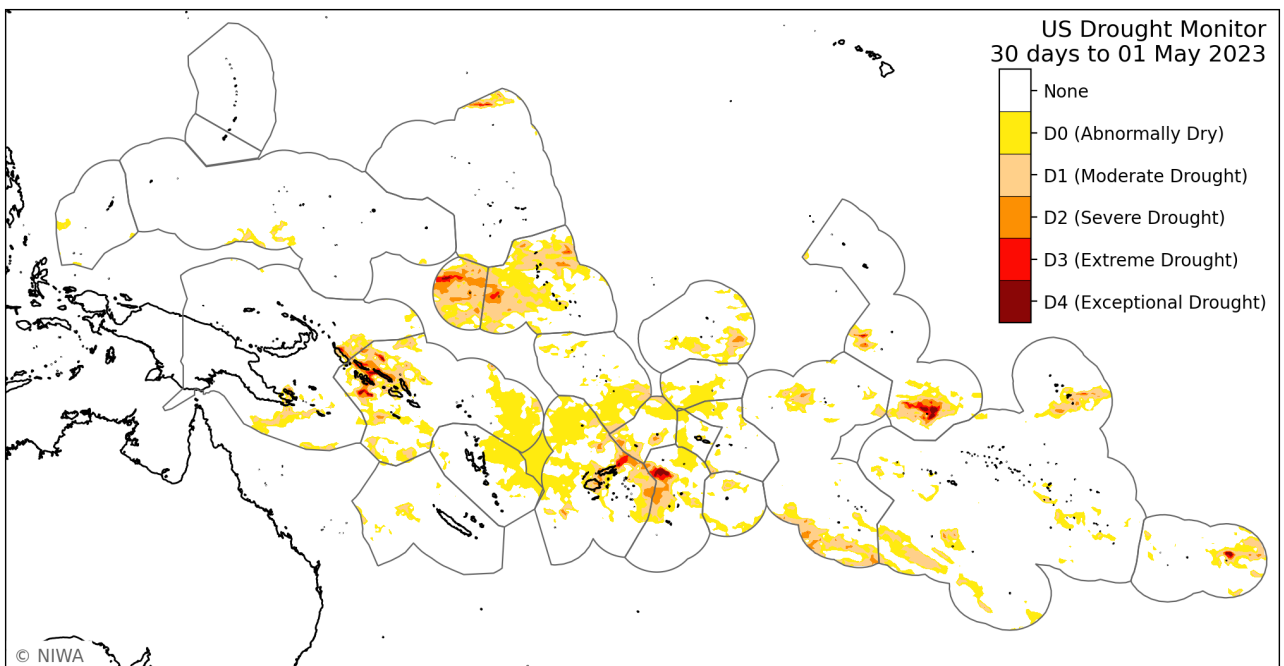 US Drought Monitor
30 days to 01 May 2023
None
D0 (Abnormally Dry)
D1 (Moderate Drought)
D2 (Severe Drought)
D3 (Extreme Drought)
D4 (Exceptional Drought)
© NIWA